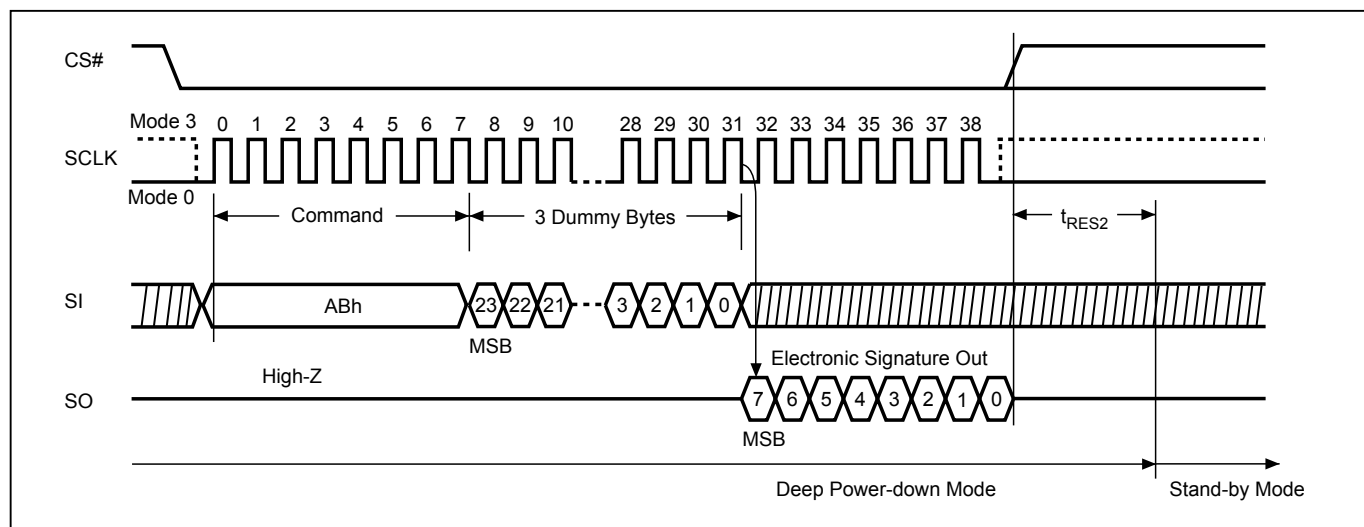 CS#
Mode 3
0 1 2 3 4 5 6 7 8 9 10 28 29 30 31 32 33 34 35 36 37 38
SCLK
Mode 0
Command
3 Dummy Bytes
tRES2
SI
ABh
23 22 21 3 2 1 0
MSB
Electronic Signature Out
High-Z
SO
7 6 5 4 3 2 1 0
MSB
Deep Power-down Mode
Stand-by Mode